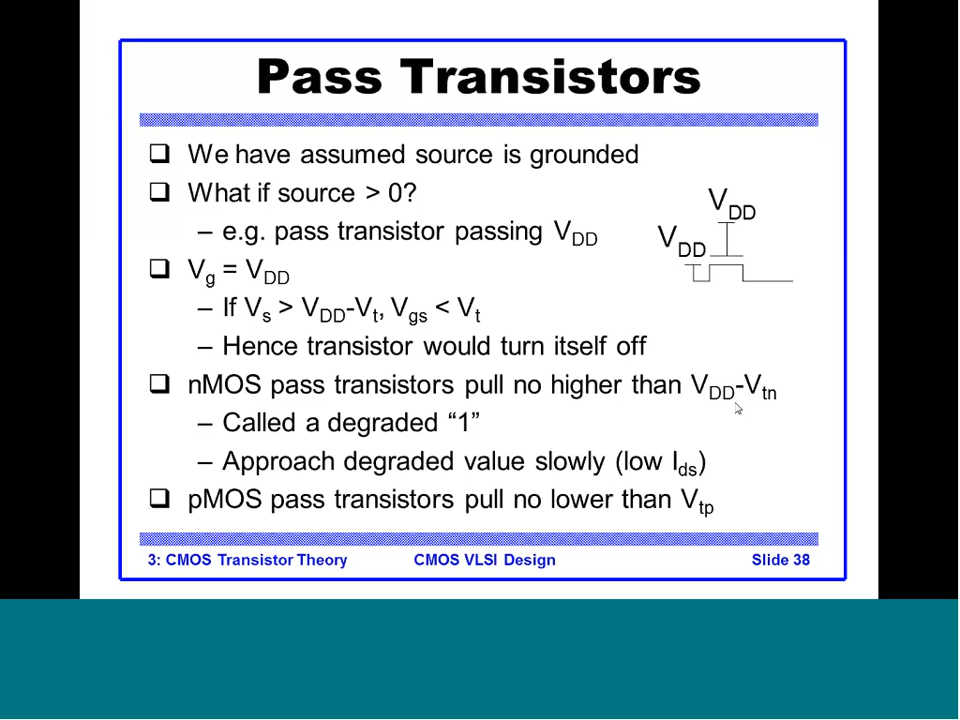 Pass Transistors
❑ We have assumed source is grounded
❑ What if source > 0?
– e.g. pass transistor passing VDD
VDD
VDD
❑ Vg = VDD
– If Vs > VDD-Vt, Vgs < Vt
– Hence transistor would turn itself off
❑ nMOS pass transistors pull no higher than VDD-Vtn
– Called a degraded “1”
– Approach degraded value slowly (low Ids)
❑ pMOS pass transistors pull no lower than Vtp
3: CMOS Transistor Theory CMOS VLSI Design Slide 38